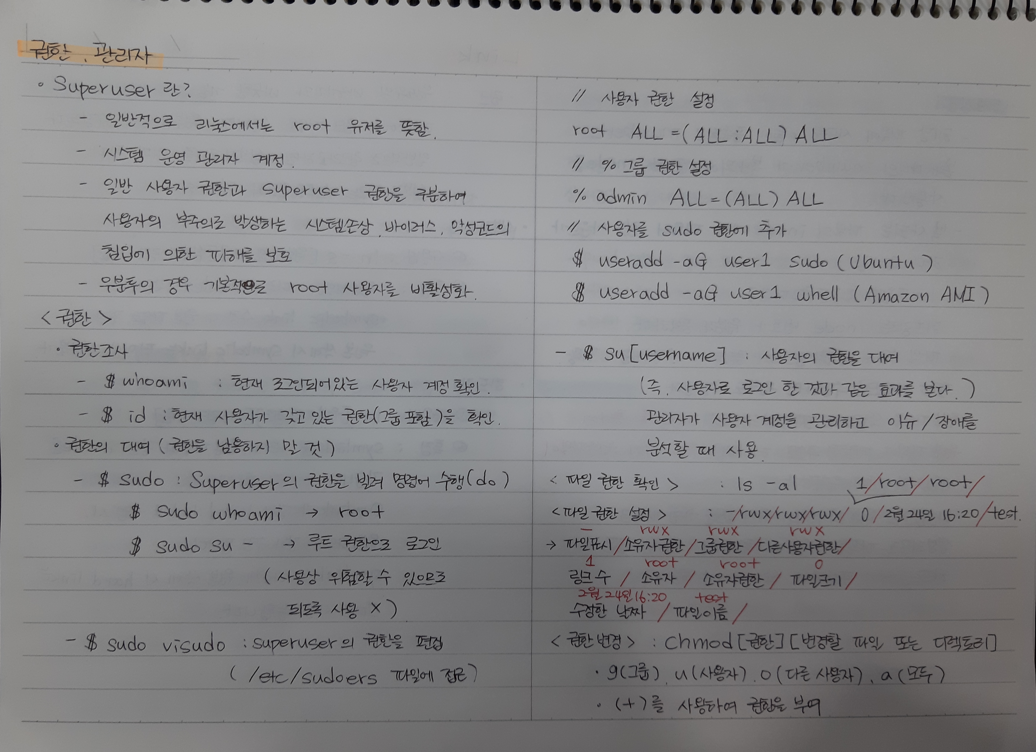 권한, 관리자
◦ Superuser 란?
- 일반적으로 리눅스에서는 root 유저를 뜻함.
- 시스템 운영 관리자 계정.
- 일반 사용자 권한과 superuser 권한을 구분하여
사용자의 부주의로 발생하는 시스템손상, 바이러스, 악성코드의
침입에 의한 피해를 보호
- 우분투의 경우 기본적으로 root 사용자를 비활성화.
<권한>
· 권한조사
- $ whoami : 현재 로그인되어있는 사용자 계정 확인.
- $ id : 현재 사용자가 갖고 있는 권한(그룹 포함)을 확인.
· 권한의 대여 (권한을 남용하지 말 것)
- $ sudo : Superuser의 권한을 빌려 명령어 수행(do)
$ sudo whoami → root
$ sudo su - → 루트 권한으로 로그인
(사용상 위험할 수 있으므로
되도록 사용 X)
- $ sudo visudo : superuser의 권한을 편집
(/etc/sudoers 파일에 접근)
// 사용자 권한 설정
root ALL =(ALL :ALL) ALL
// % 그룹 권한 설정
% admin ALL=(ALL) ALL
// 사용자를 sudo 권한에 추가
$ useradd -aG user1 sudo (Ubuntu)
$ useradd -aG user1 whell (Amazon AMI)
- $ su[username] : 사용자의 권한을 대여
(즉, 사용자로 로그인 한 것과 같은 효과를 본다.)
관리자가 사용자 계정을 관리하고 이슈/장애를
분석할 때 사용.
<파일 권한 확인> : ls -al 1/root/root/
<파일 권한 설정> : -/rwx/rwx/rwx/ 0/2월 24일 16:20/test.
- rwx rwx rwx
→ 파일표시/소유자권한/그룹권한/다른사용자권한/
1 root root 0
링크 수 / 소유자 / 소유자권한 / 파일크기 /
2월 24일 16:20 test
수정한 날짜 / 파일이름 /
<권한변경> : chmod[권한][변경할 파일 또는 디렉토리]
· g(그룹), u(사용자), o(다른 사용자), a(모두)
· (+)를 사용하여 권한을 부여